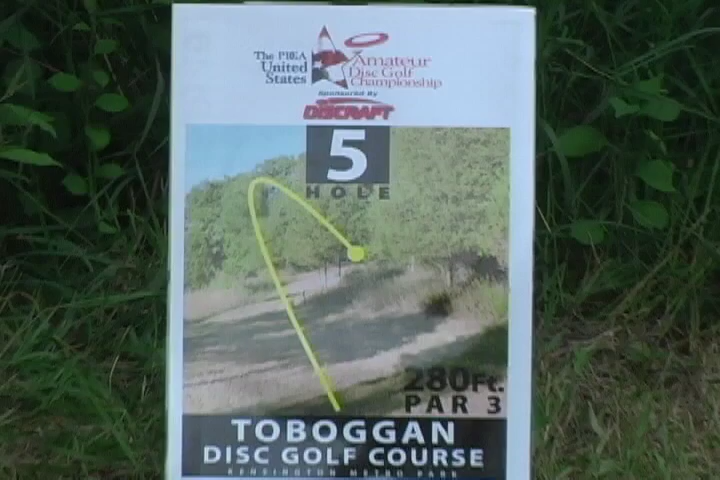 The PDGA
United
States
Amateur
Disc Golf
Championship
Sponsored By
DISCRAFT
5
HOLE
280Ft.
PAR 3
TOBOGGAN
DISC GOLF COURSE
KENSINGTON METRO PARK